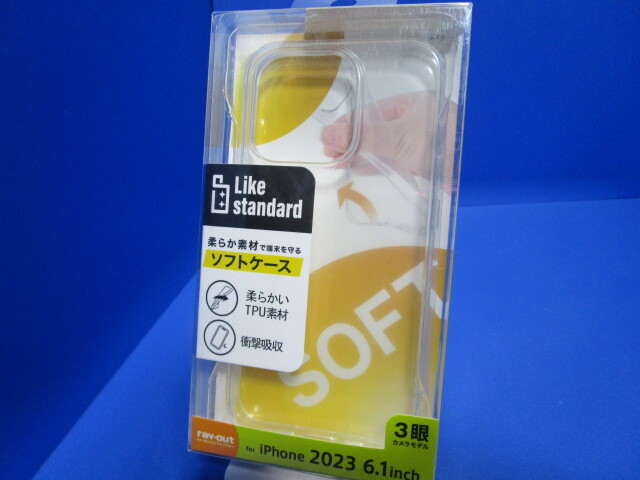 Like
standard
柔らか素材で端末を守る
ソフトケース
柔らかい
TPU素材
衝撃吸収
SOFT
3眼
カメラモデル
ray-out
for iPhone 2023 6.1inch